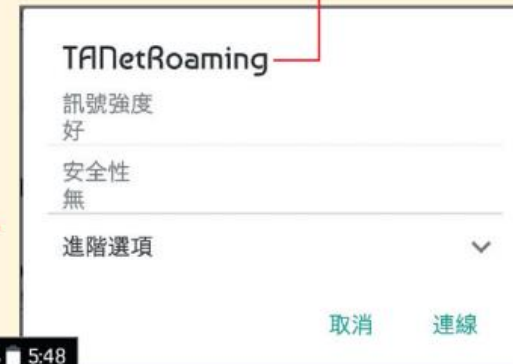 TANetRoaming
訊號強度
好
安全性
無
進階選項
取消 連線
5:48